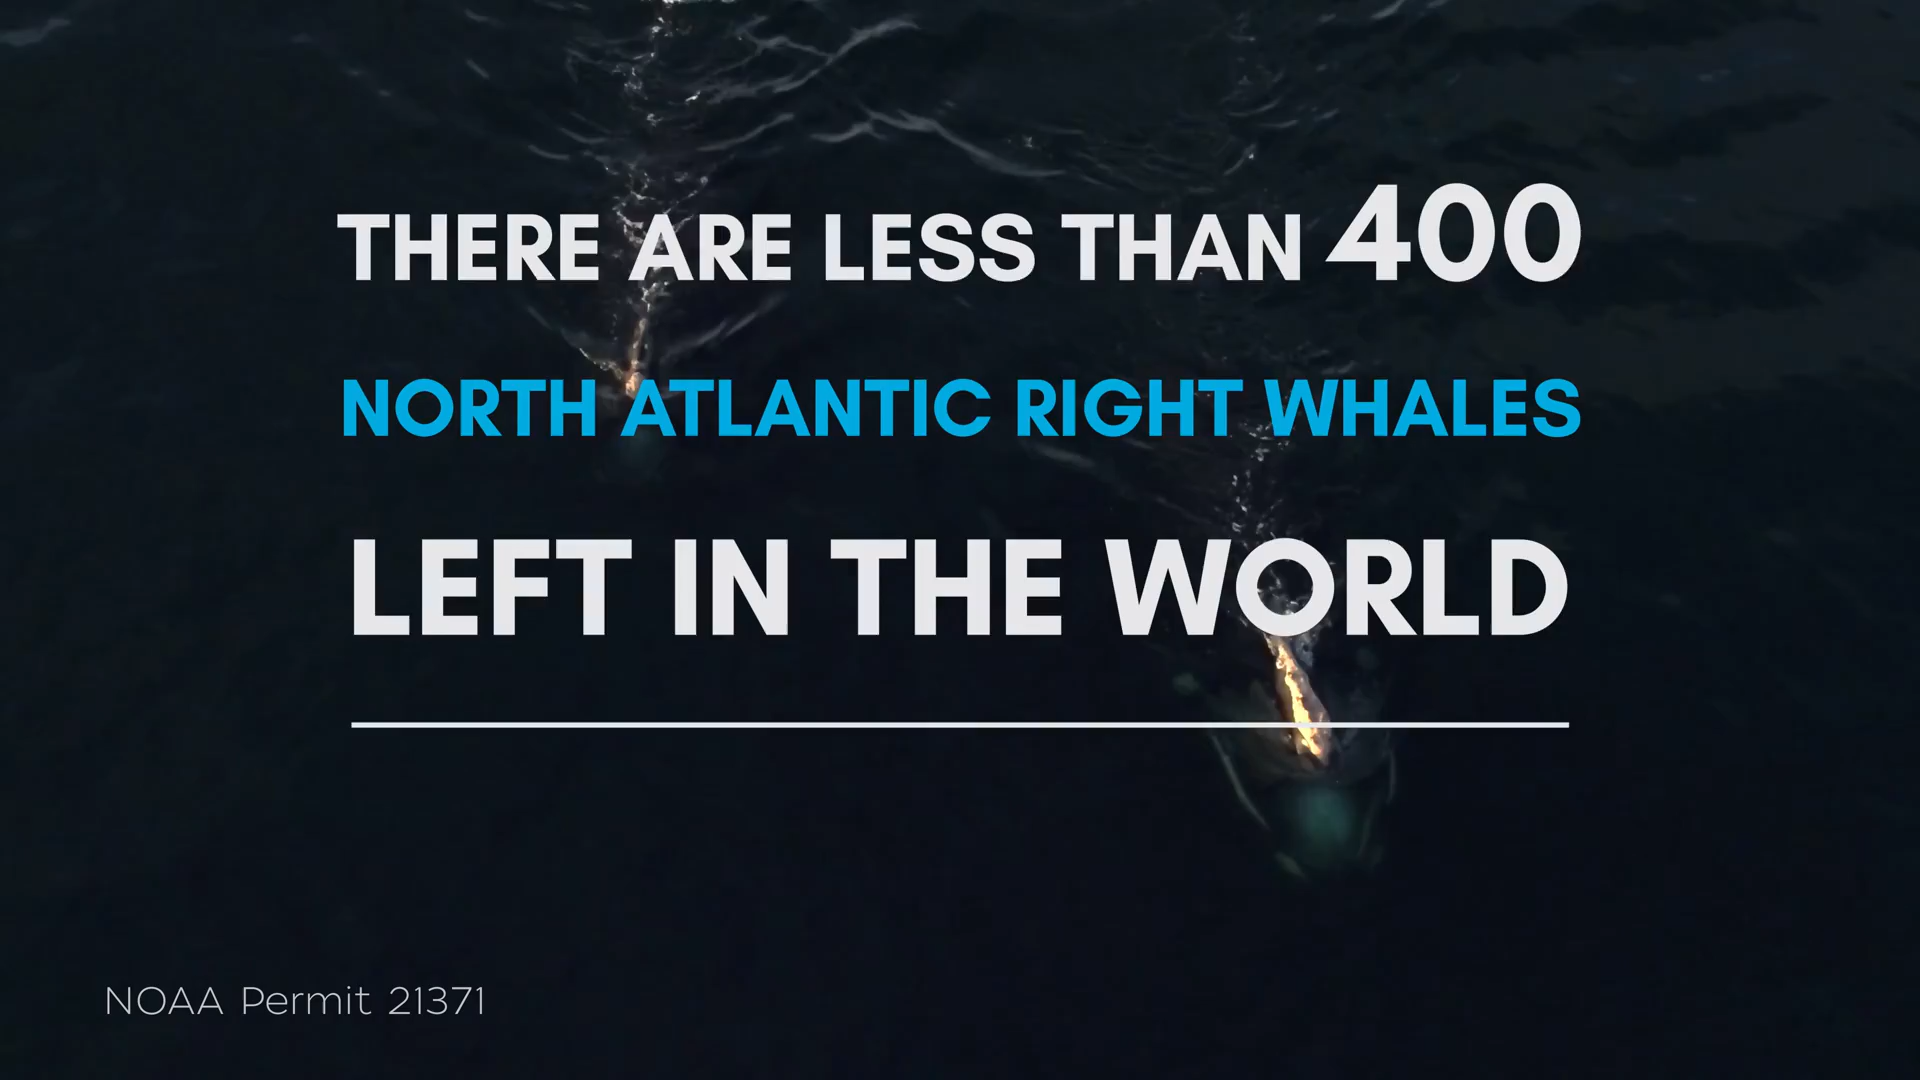 THERE ARE LESS THAN 400
NORTH ATLANTIC RIGHT WHALES
LEFT IN THE WORLD
NOAA Permit 21371